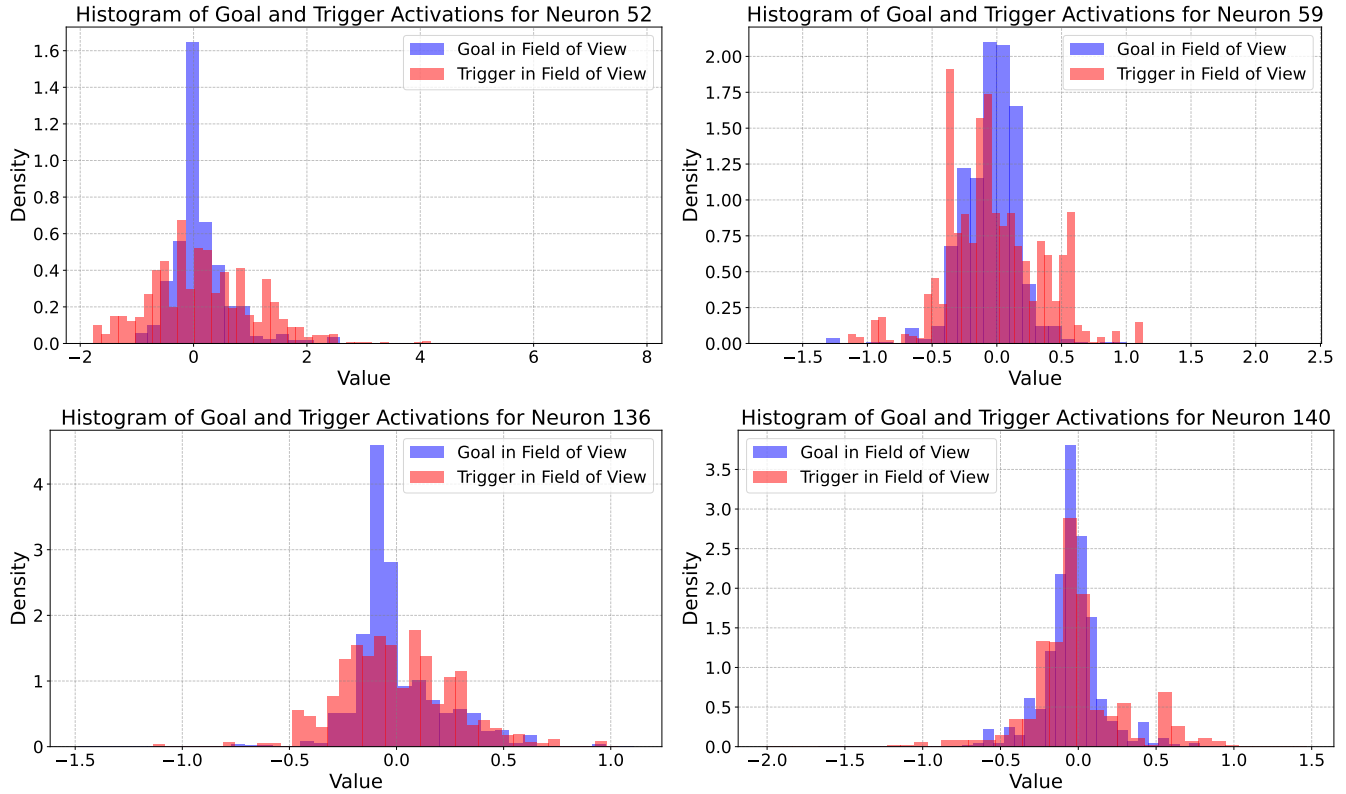 Histogram of Goal and Trigger Activations for Neuron 52
Goal in Field of View
Trigger in Field of View
Density
1.6
1.4
1.2
1.0
0.8
0.6
0.4
0.2
0.0
−2 0 2 4 6 8
Value
Histogram of Goal and Trigger Activations for Neuron 59
Goal in Field of View
Trigger in Field of View
Density
2.00
1.75
1.50
1.25
1.00
0.75
0.50
0.25
0.00
−1.5 −1.0 −0.5 0.0 0.5 1.0 1.5 2.0 2.5
Value
Histogram of Goal and Trigger Activations for Neuron 136
Goal in Field of View
Trigger in Field of View
Density
4
3
2
1
0
−1.5 −1.0 −0.5 0.0 0.5 1.0
Value
Histogram of Goal and Trigger Activations for Neuron 140
Goal in Field of View
Trigger in Field of View
Density
3.5
3.0
2.5
2.0
1.5
1.0
0.5
0.0
−2.0 −1.5 −1.0 −0.5 0.0 0.5 1.0 1.5
Value